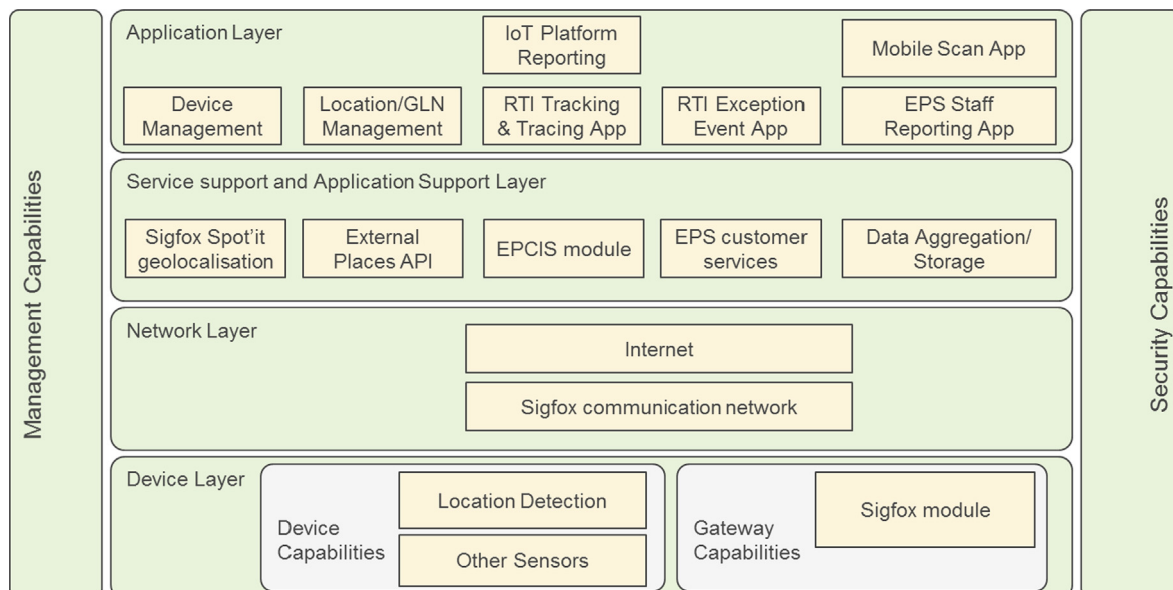 Management Capabilities
Application Layer
IoT Platform
Reporting
Mobile Scan App
Device
Management
Location/GLN
Management
RTI Tracking
& Tracing App
RTI Exception
Event App
EPS Staff
Reporting App
Service support and Application Support Layer
Sigfox Spot’it
geolocalisation
External
Places API
EPCIS module
EPS customer
services
Data Aggregation/
Storage
Network Layer
Internet
Sigfox communication network
Device Layer
Device
Capabilities
Location Detection
Other Sensors
Gateway
Capabilities
Sigfox module
Security Capabilities